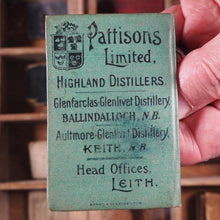 Pattisons
Limited,
HIGHLAND DISTILLERS.
Glenfarclas-Glenlivet Distillery,
BALLINDALLOCH, N.B.
Aultmore-Glenlivet Distillery,
KEITH, N.B.
Head Offices,
LEITH.